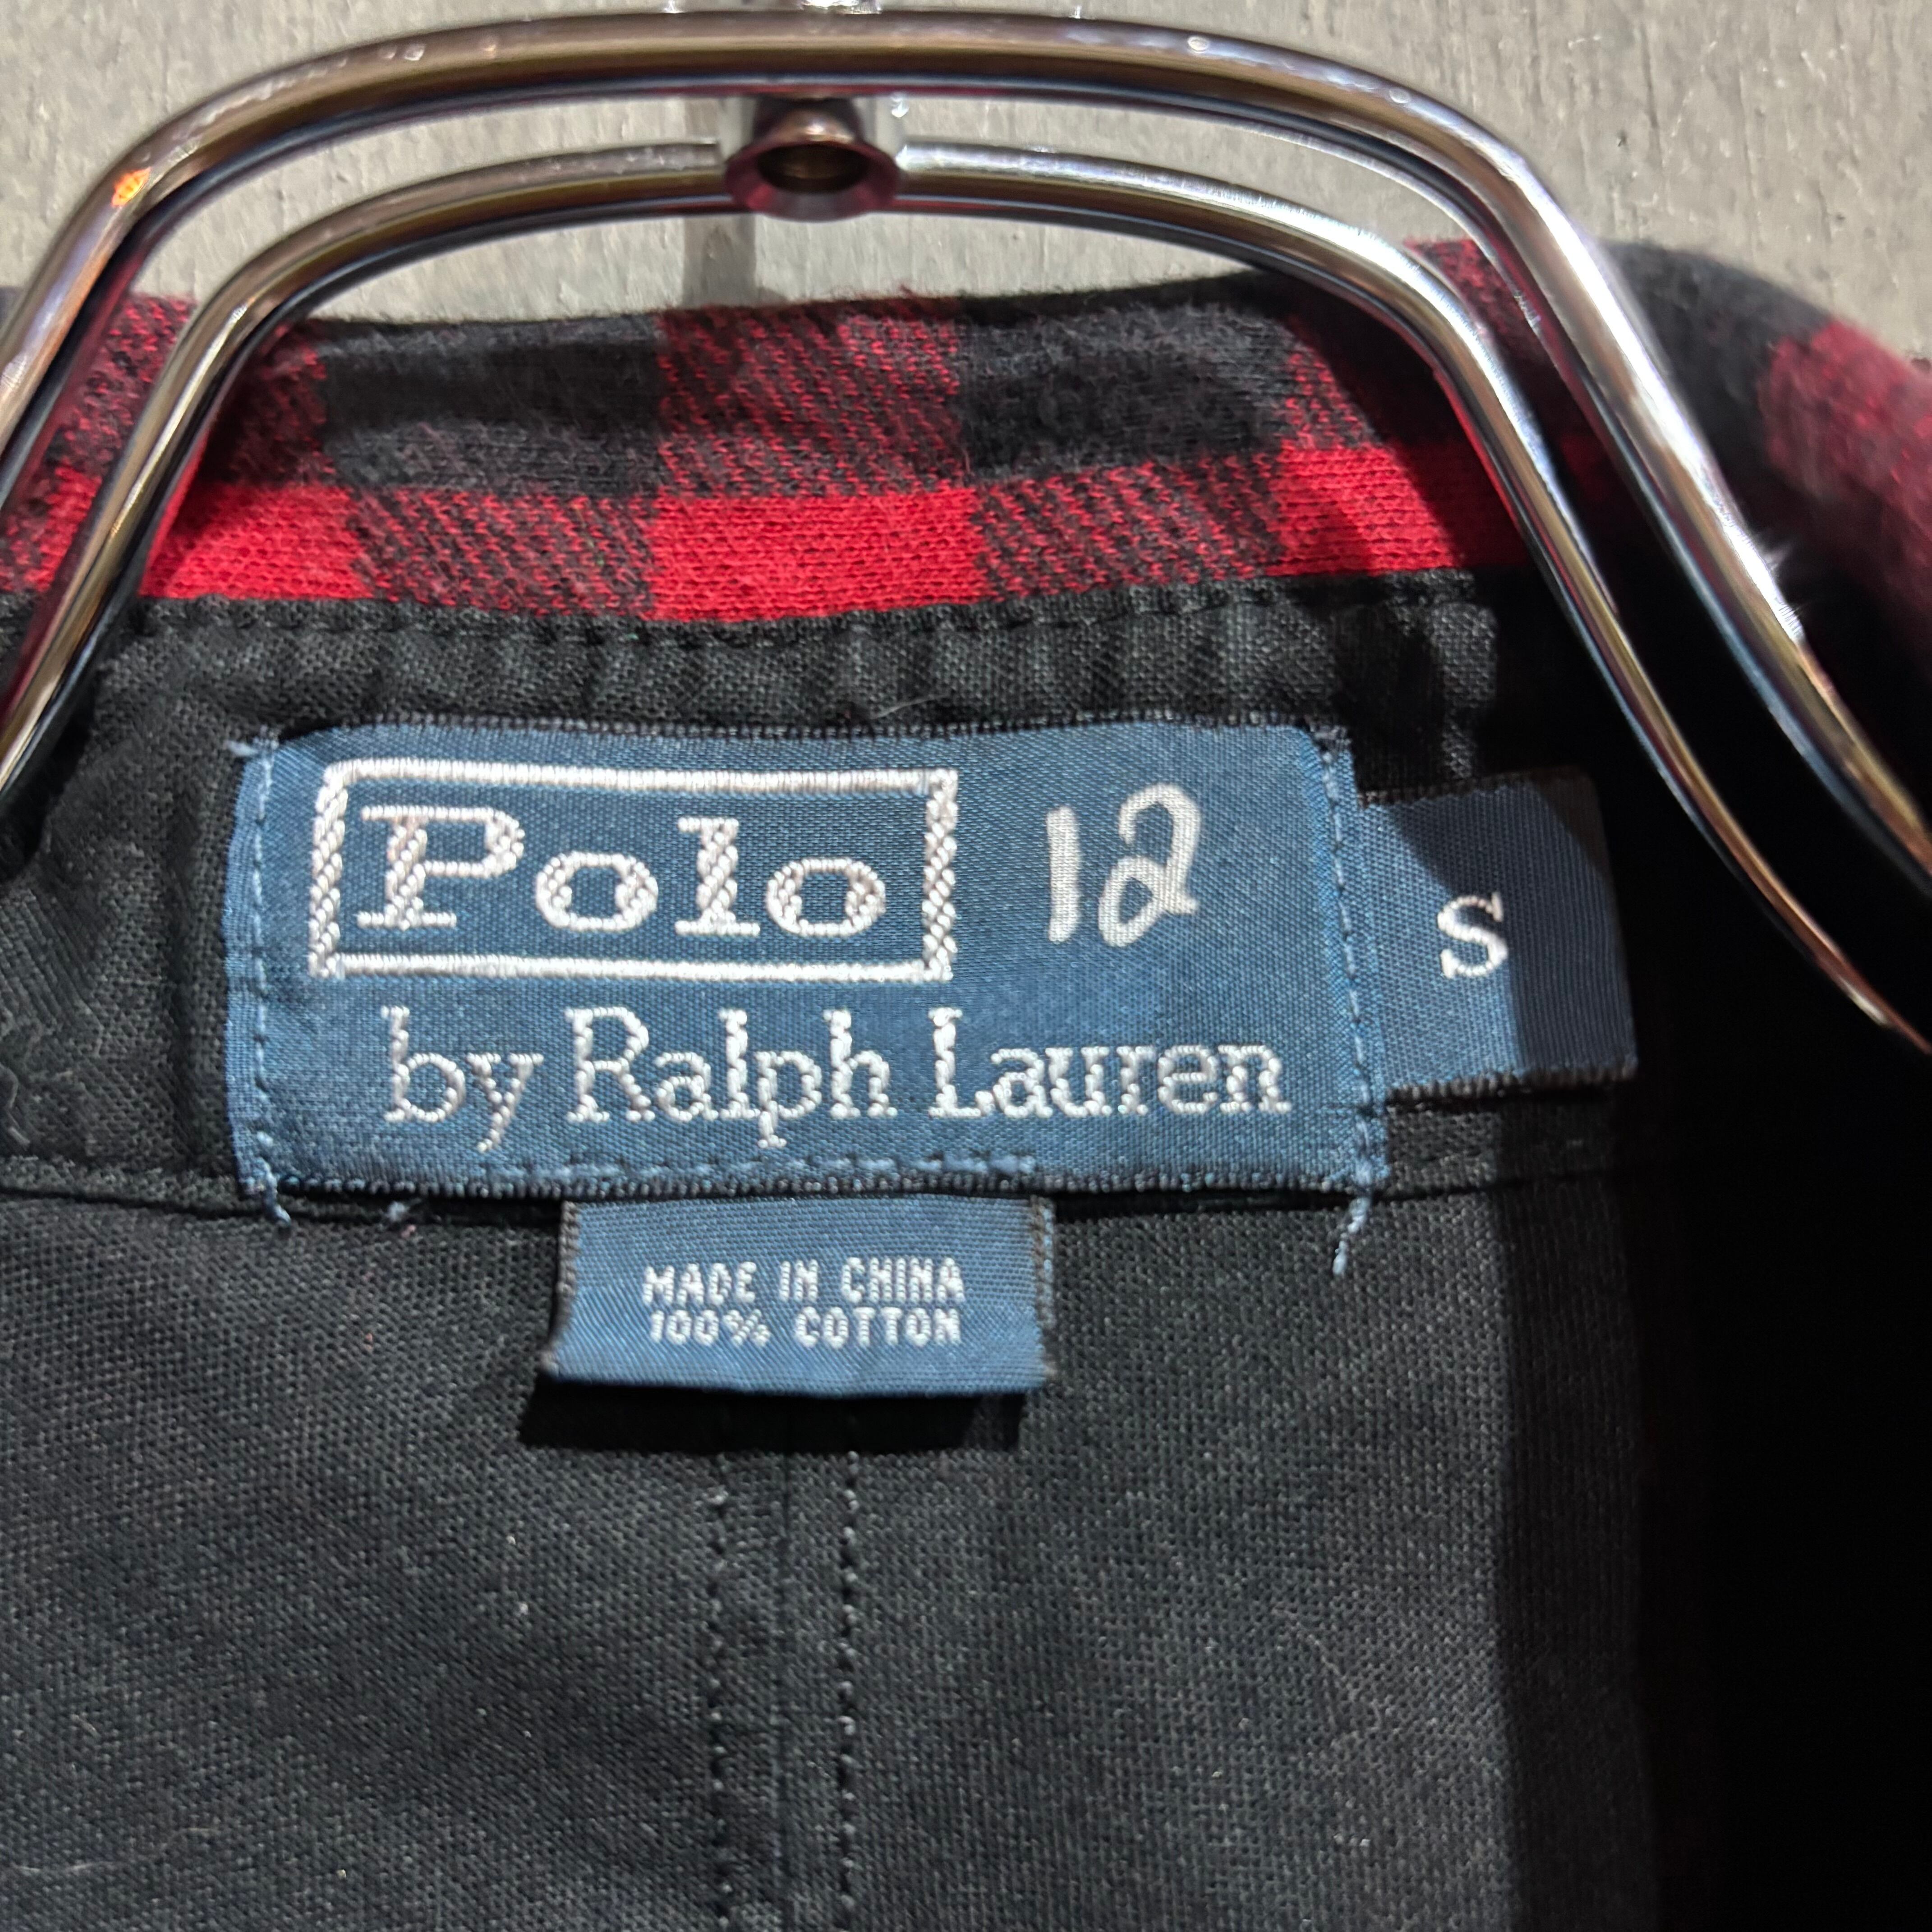 Polo 12
by Ralph Lauren
S
MADE IN CHINA
100% COTTON